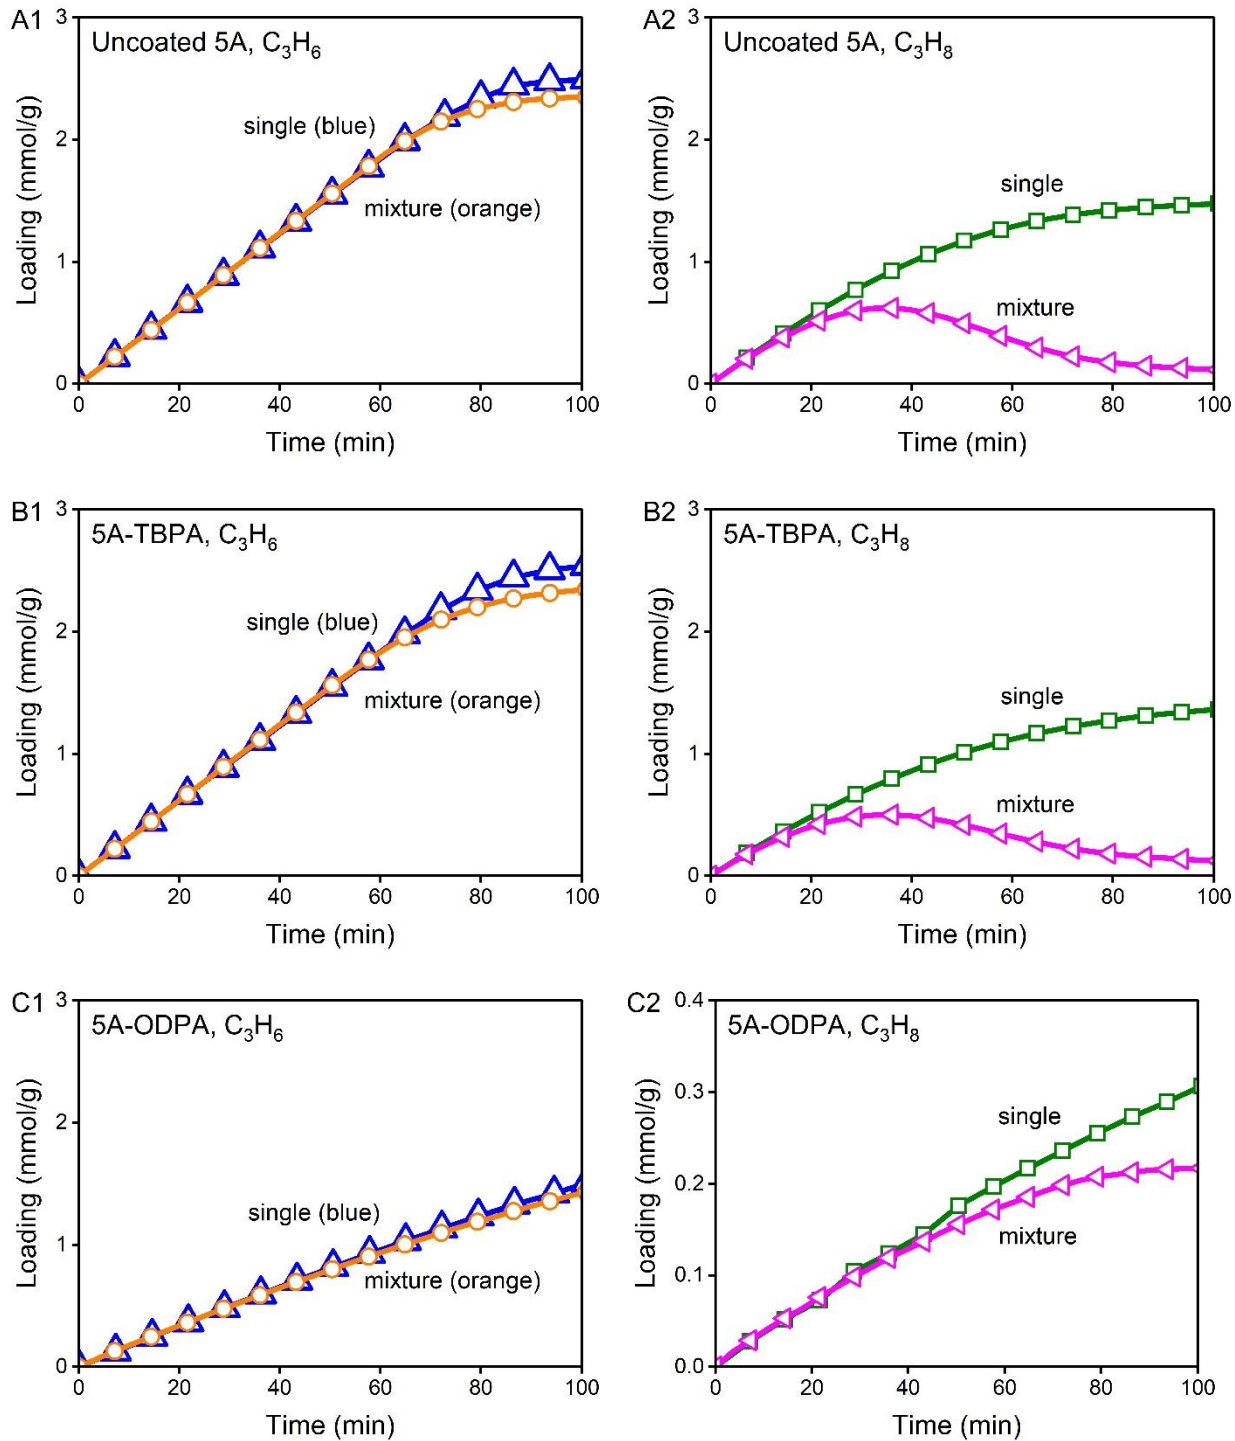 A1
Uncoated 5A, C₃H₆
single (blue)
mixture (orange)
Loading (mmol/g)
3
2
1
0
0 20 40 60 80 100
Time (min)
A2
Uncoated 5A, C₃H₈
single
mixture
Loading (mmol/g)
3
2
1
0
0 20 40 60 80 100
Time (min)
B1
5A-TBPA, C₃H₆
single (blue)
mixture (orange)
Loading (mmol/g)
3
2
1
0
0 20 40 60 80 100
Time (min)
B2
5A-TBPA, C₃H₈
single
mixture
Loading (mmol/g)
3
2
1
0
0 20 40 60 80 100
Time (min)
C1
5A-ODPA, C₃H₆
single (blue)
mixture (orange)
Loading (mmol/g)
3
2
1
0
0 20 40 60 80 100
Time (min)
C2
5A-ODPA, C₃H₈
single
mixture
Loading (mmol/g)
0.4
0.3
0.2
0.1
0.0
0 20 40 60 80 100
Time (min)